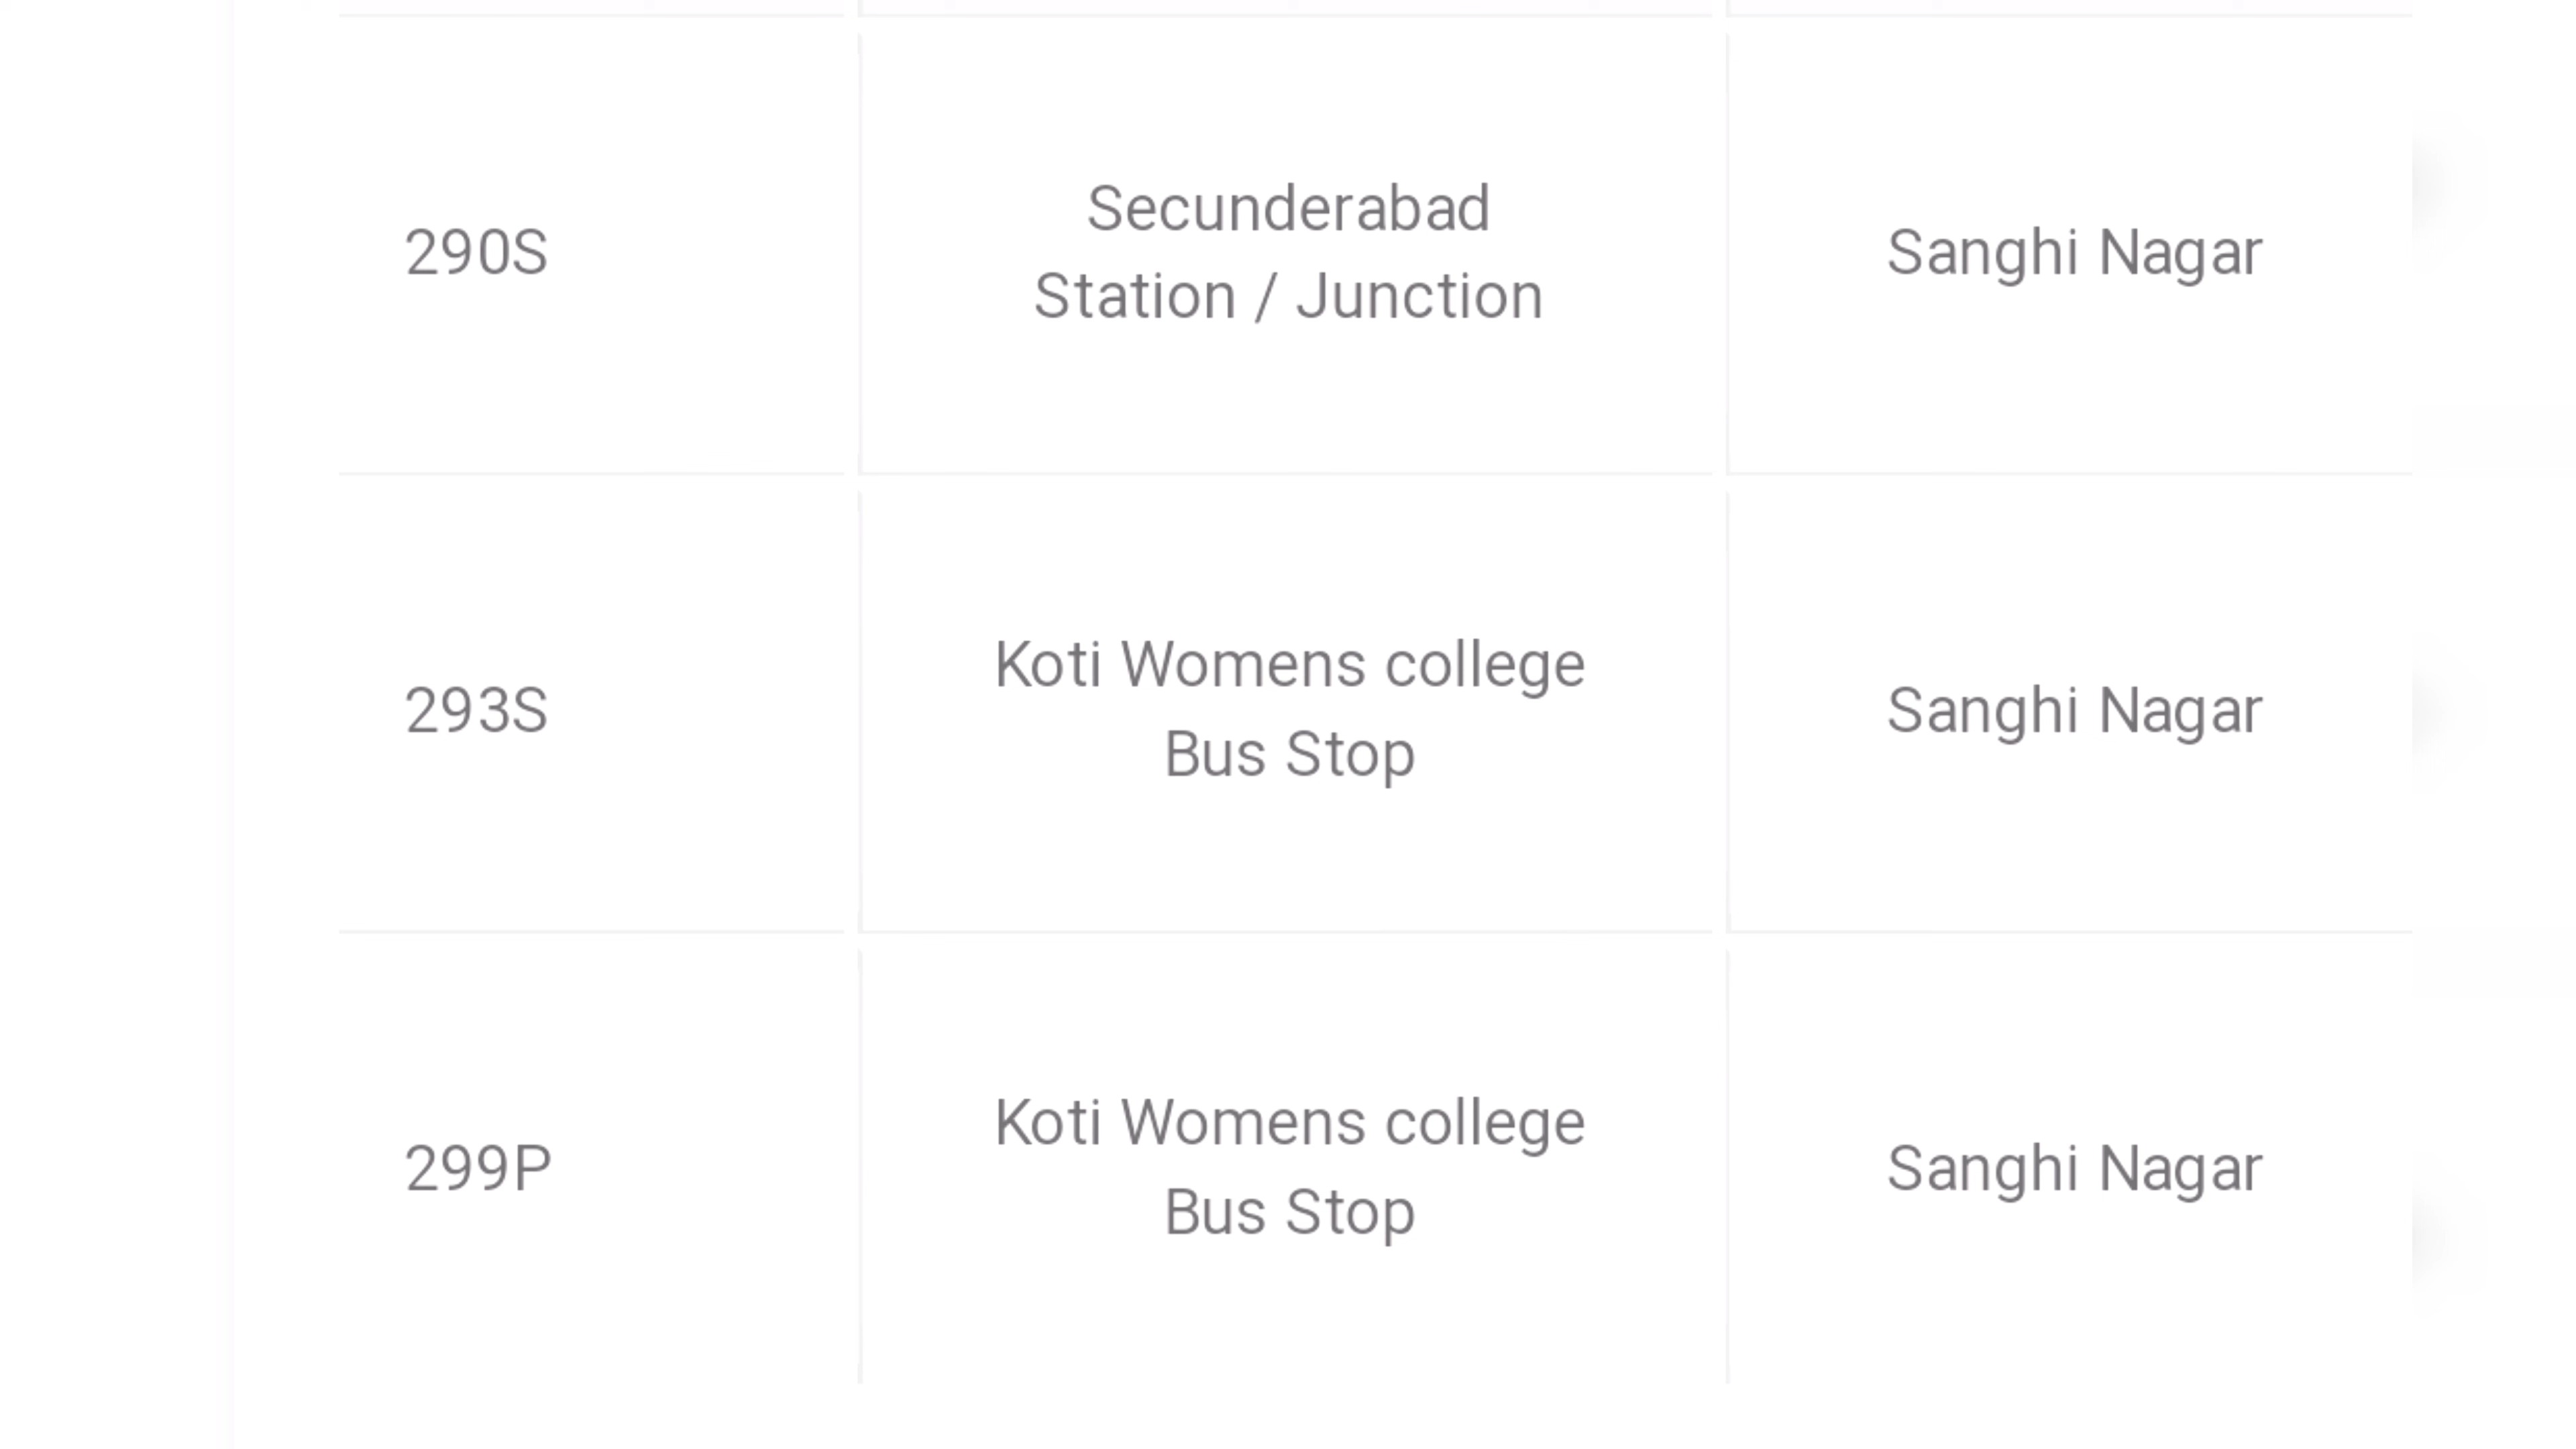 290S
Secunderabad
Station / Junction
Sanghi Nagar
293S
Koti Womens college
Bus Stop
Sanghi Nagar
299P
Koti Womens college
Bus Stop
Sanghi Nagar